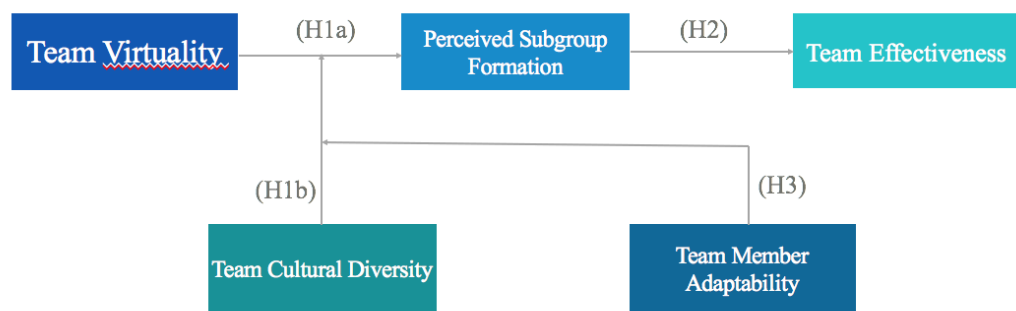 (H1a)
(H2)
Team Virtuality
Perceived Subgroup
Formation
Team Effectiveness
(H1b)
(H3)
Team Cultural Diversity
Team Member
Adaptability